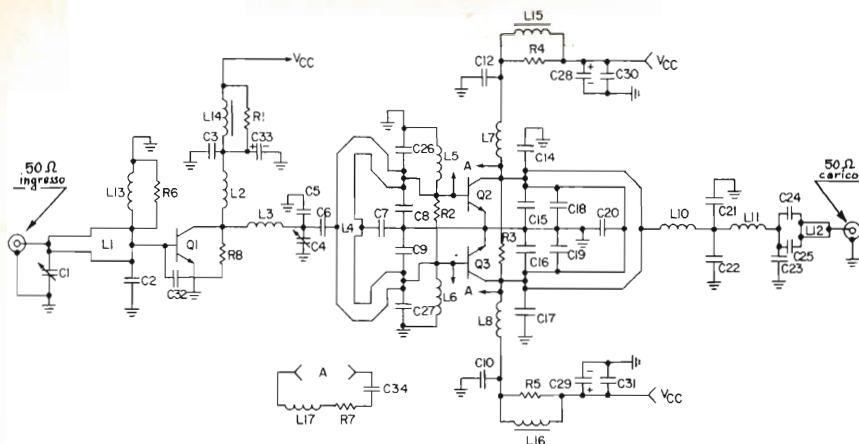 L15
R4
C12
VCC
C28
+
-
C30
VCC
L14
R1
C3
C33
+
-
L7
C26
L5
A
C14
50Ω
ingresso
50Ω
carico
L13
R6
L2
C5
Q2
C21
C24
L3
C6
C4
L4
C7
C8
R2
C15
C18
C20
L10
L11
L1
Q1
R8
R3
C25
L12
C1
C2
C32
C9
Q3
C16
C19
C22
C23
C27
L6
A
L8
C17
C10
R5
C29
-
+
C31
VCC
A
C34
L17
R7
L16